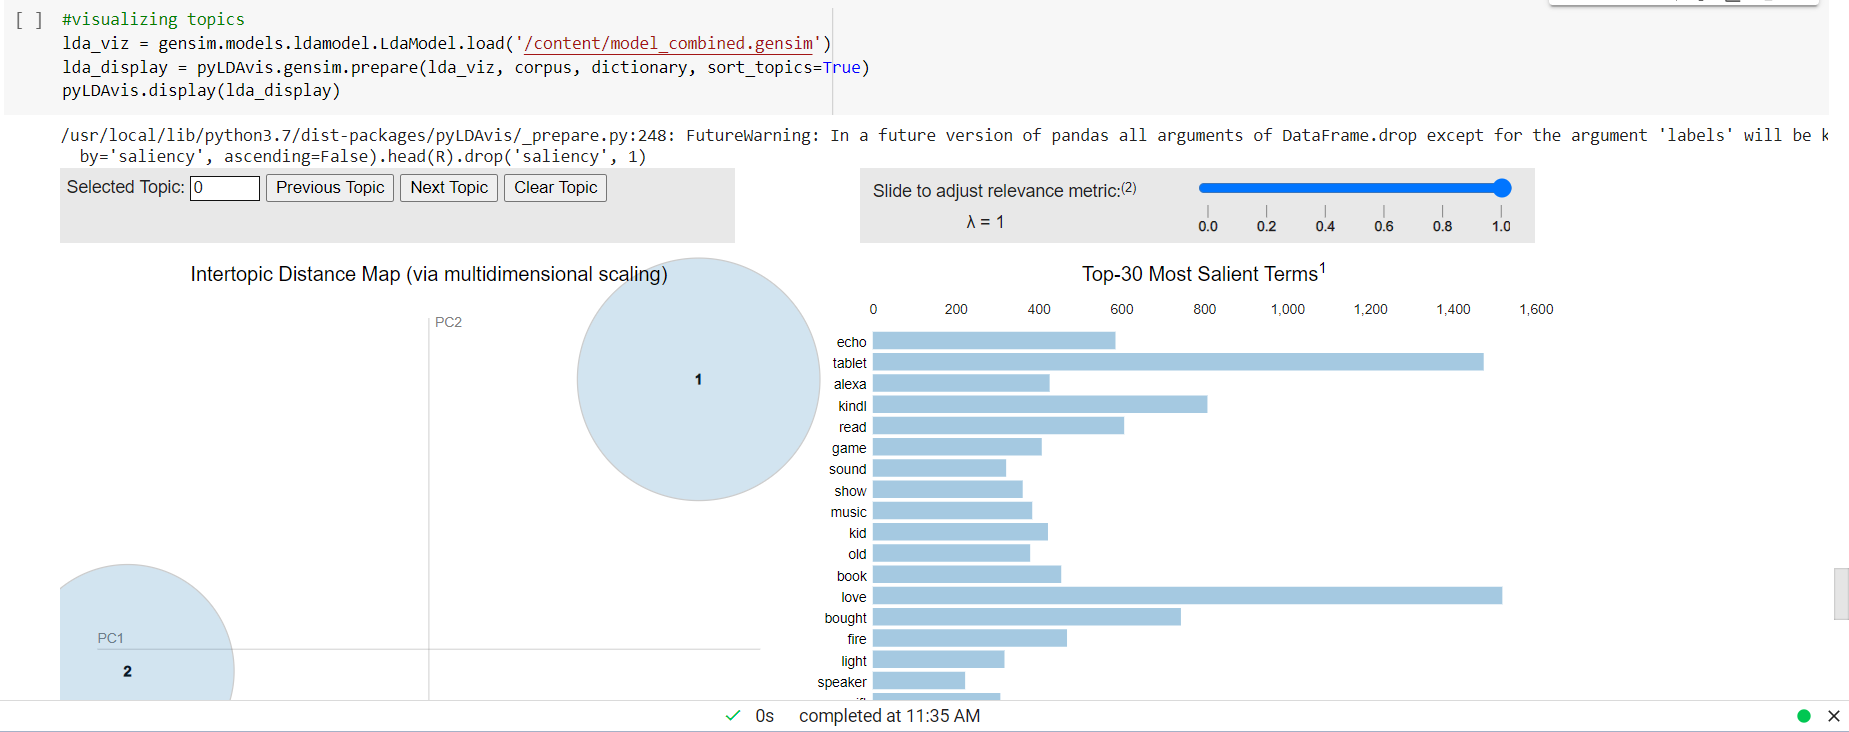 [ ] #visualizing topics
lda_viz = gensim.models.ldamodel.LdaModel.load('/content/model_combined.gensim')
lda_display = pyLDAvis.gensim.prepare(lda_viz, corpus, dictionary, sort_topics=True)
pyLDAvis.display(lda_display)
/usr/local/lib/python3.7/dist-packages/pyLDAvis/_prepare.py:248: FutureWarning: In a future version of pandas all arguments of DataFrame.drop except for the argument 'labels' will be k
by='saliency', ascending=False).head(R).drop('saliency', 1)
Selected Topic: 0 Previous Topic Next Topic Clear Topic
Slide to adjust relevance metric:(2)
λ = 1
0.0 0.2 0.4 0.6 0.8 1.0
Intertopic Distance Map (via multidimensional scaling)
PC2
1
PC1
2
Top-30 Most Salient Terms1
0 200 400 600 800 1,000 1,200 1,400 1,600
echo
tablet
alexa
kindl
read
game
sound
show
music
kid
old
book
love
bought
fire
light
speaker
0s completed at 11:35 AM